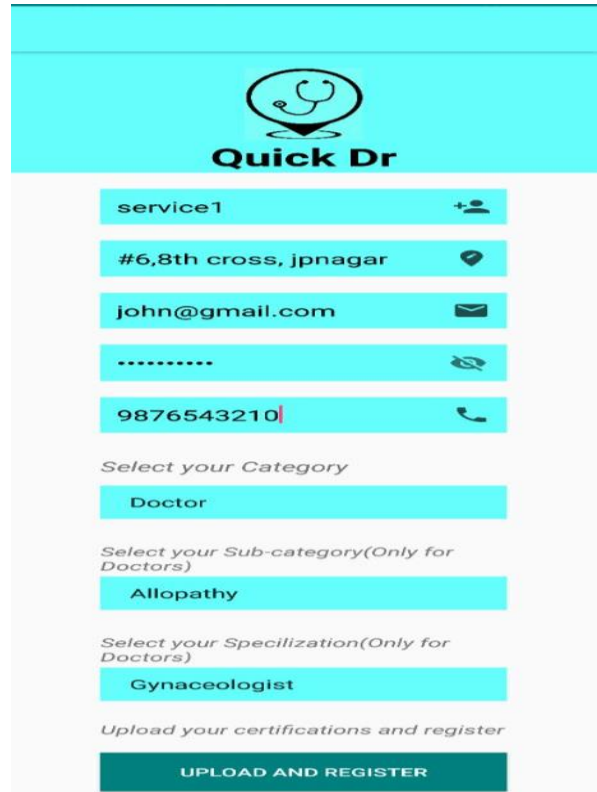 Quick Dr
service1
#6,8th cross, jpnagar
john@gmail.com
••••••••••
9876543210
Select your Category
Doctor
Select your Sub-category(Only for
Doctors)
Allopathy
Select your Specilization(Only for
Doctors)
Gynaceologist
Upload your certifications and register
UPLOAD AND REGISTER